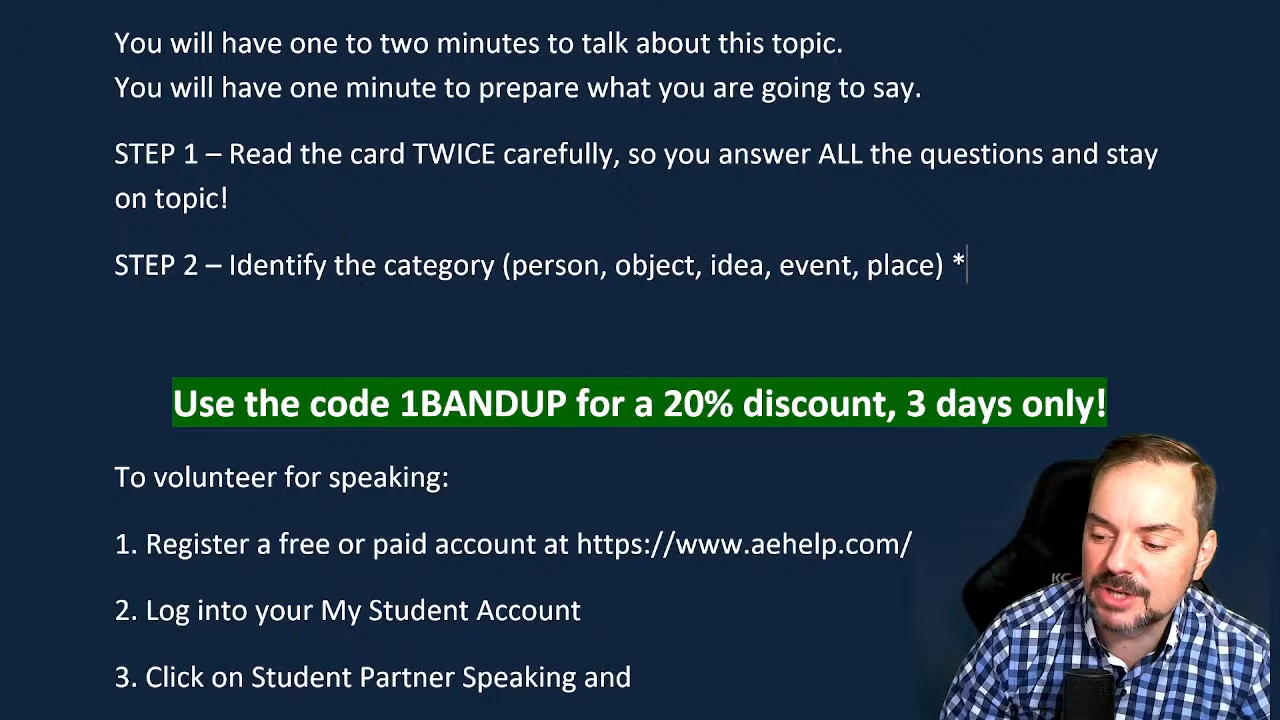 You will have one to two minutes to talk about this topic.
You will have one minute to prepare what you are going to say.
STEP 1 – Read the card TWICE carefully, so you answer ALL the questions and stay
on topic!
STEP 2 – Identify the category (person, object, idea, event, place) *
Use the code 1BANDUP for a 20% discount, 3 days only!
To volunteer for speaking:
1. Register a free or paid account at https://www.aehelp.com/
2. Log into your My Student Account
3. Click on Student Partner Speaking and
KC